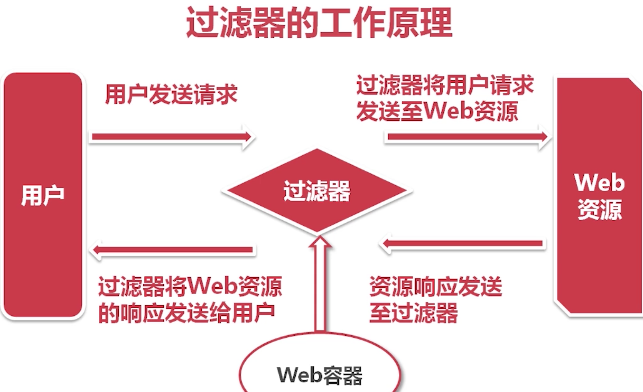 过滤器的工作原理
用户发送请求
过滤器将用户请求
发送至Web资源
用户
过滤器
Web
资源
过滤器将Web资源
的响应发送给用户
资源响应发送
至过滤器
Web容器